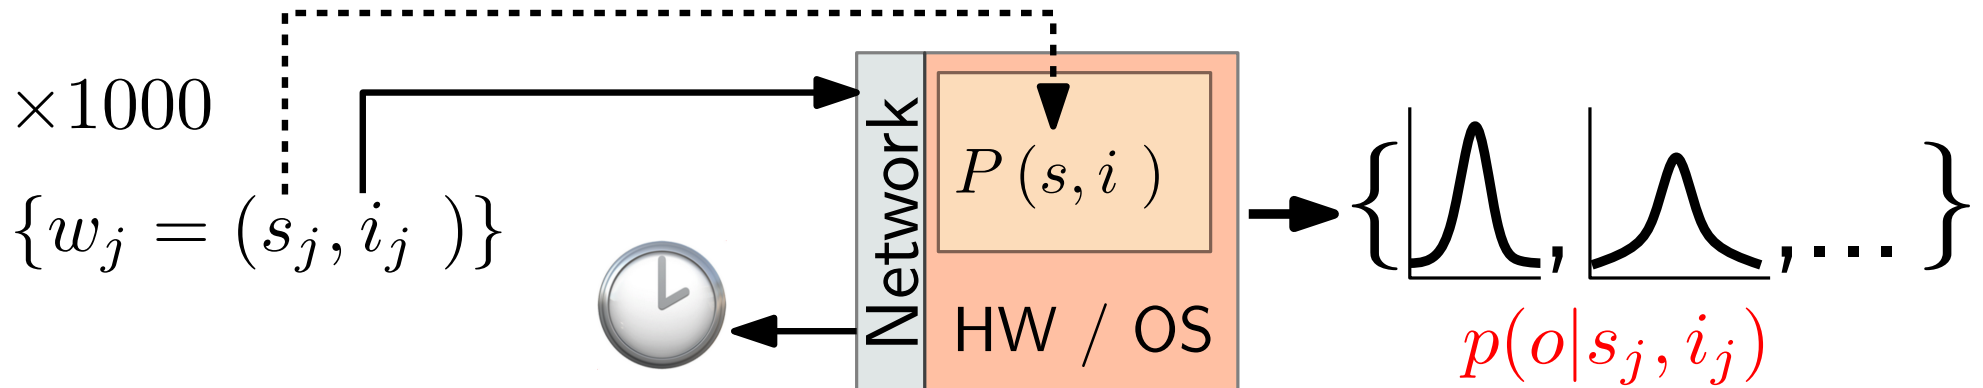 ×1000
{w_j = (s_j, i_j )}
Network
P (s, i )
HW / OS
{ , , ... }
p(o|s_j, i_j)